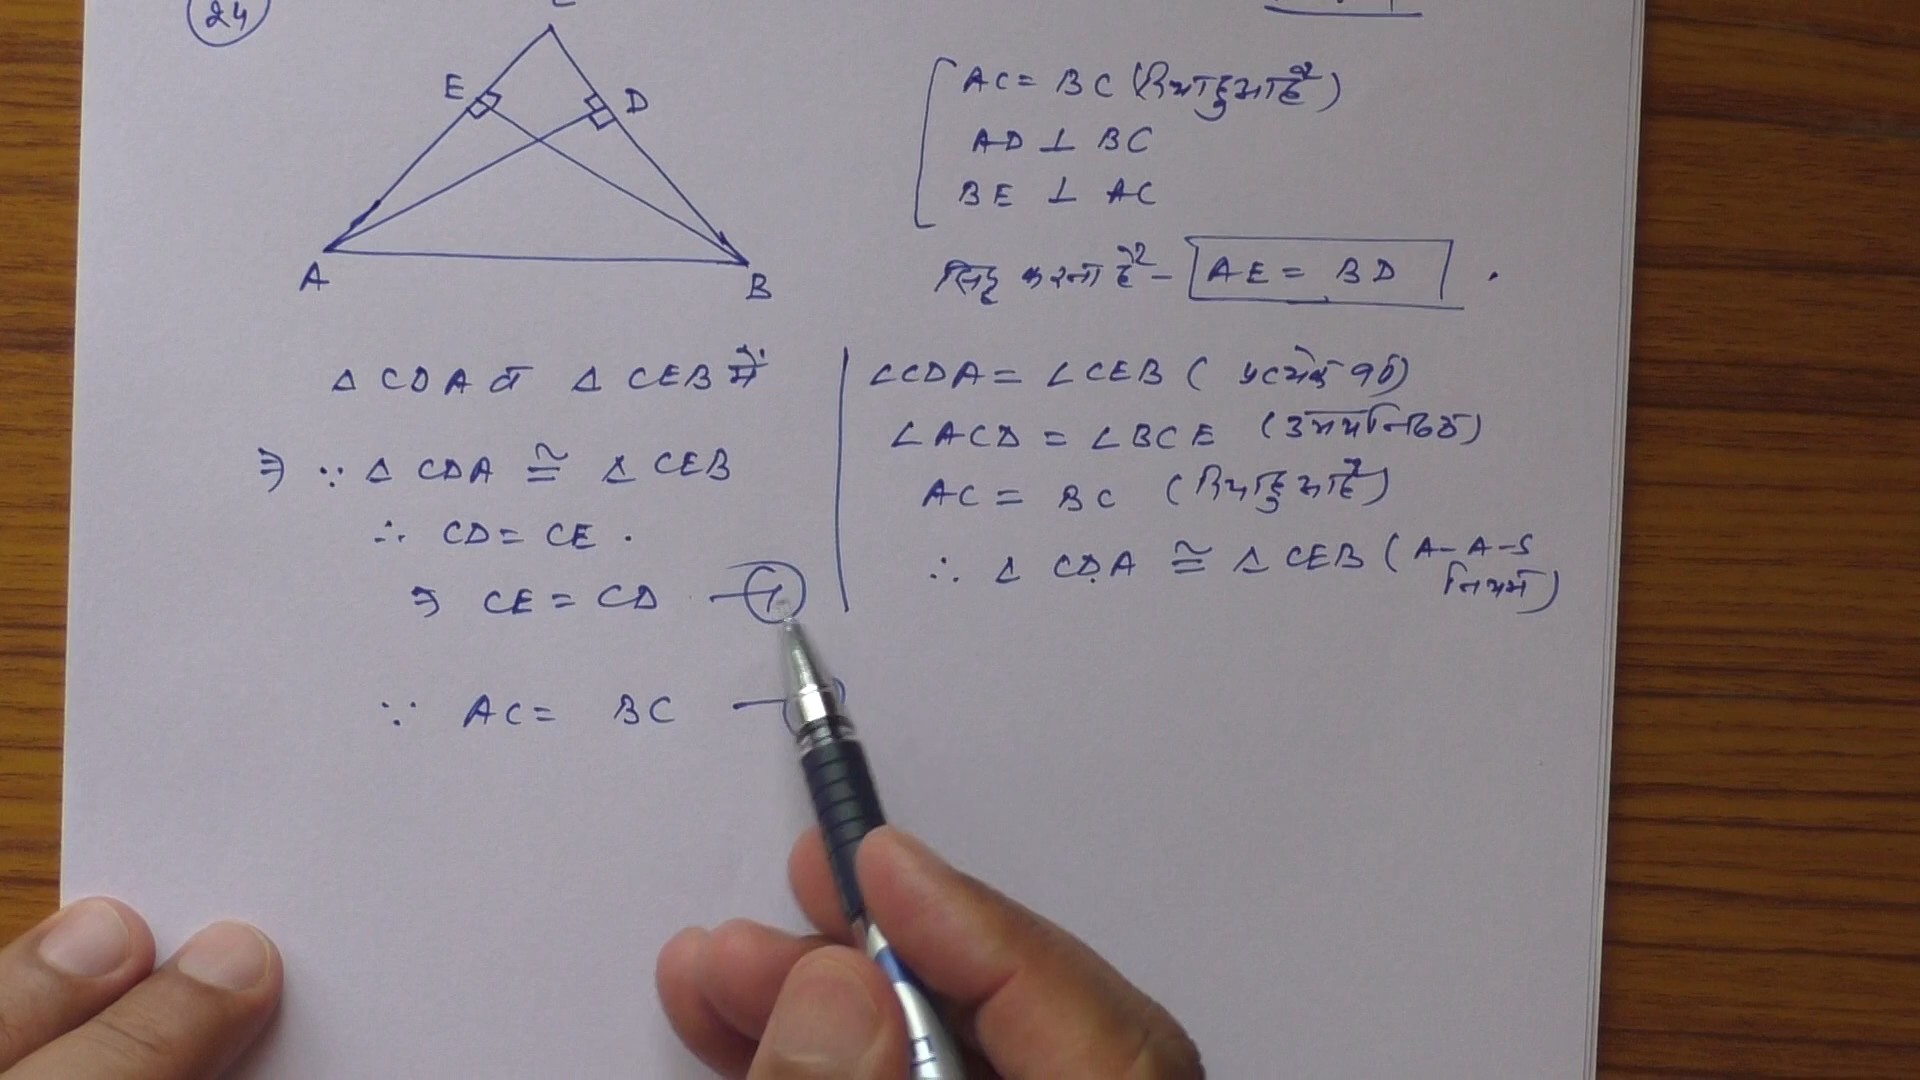 24
E
D
A
B
AC = BC (दिया हुआ है)
AD ⊥ BC
BE ⊥ AC
सिद्ध करना है - AE = BD .
Δ CDA व Δ CEB में
⇒ ∵ Δ CDA ≅ Δ CEB
∴ CD = CE .
⇒ CE = CD — 1
∵ AC = BC —
∠CDA = ∠CEB ( प्रत्येक 90)
∠ACD = ∠BCE (उभयनिष्ठ)
AC = BC (दिया हुआ है)
∴ Δ CDA ≅ Δ CEB ( A-A-S
नियम)